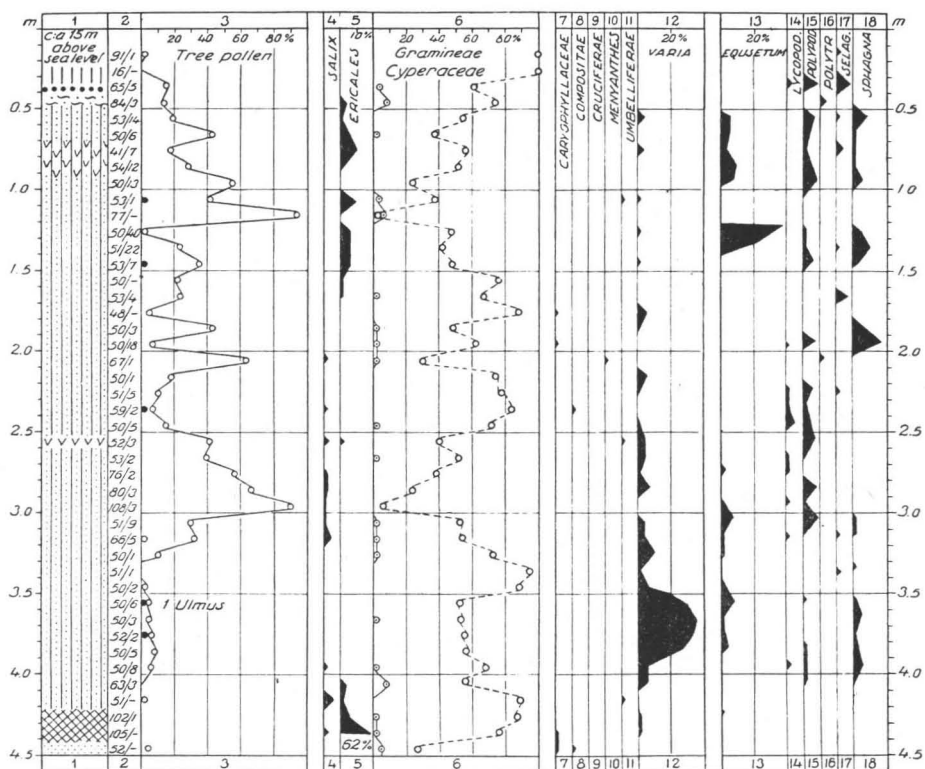 m 1 2 3 4 5 6 7 8 9 10 11 12 13 14 15 16 17 18 m
c:a 15 m
above
sea level
20 80%
Tree pollen
SALIX
ERICALES
10%
20 80%
Gramineae
Cyperaceae
CARYOPHYLLACEAE
COMPOSITAE
CRUCIFERAE
MENYANTHES
UMBELLIFERAE
20%
VARIA
20%
EQUISETUM
LYCOPOD.
POLYPOD.
POLYTR
SELAG.
SPHAGNA
91/1
16/-
65/5
84/3
0.5 0.5
53/14
50/6
41/7
54/12
50/13
1.0 1.0
53/1
77/-
50/40
51/22
53/7
1.5 1.5
50/-
53/4
48/-
50/3
50/18
2.0 2.0
67/1
50/1
51/5
59/2
50/5
2.5 2.5
52/3
53/2
76/2
80/3
108/3
3.0 3.0
51/9
66/5
50/1
51/1
50/2
3.5 3.5
50/6
1 Ulmus
50/3
52/2
50/5
50/8
4.0 4.0
63/3
51/-
102/1
105/-
62%
52/-
4.5 4.5
m 1 2 3 4 5 6 7 8 9 10 11 12 13 14 15 16 17 18 m